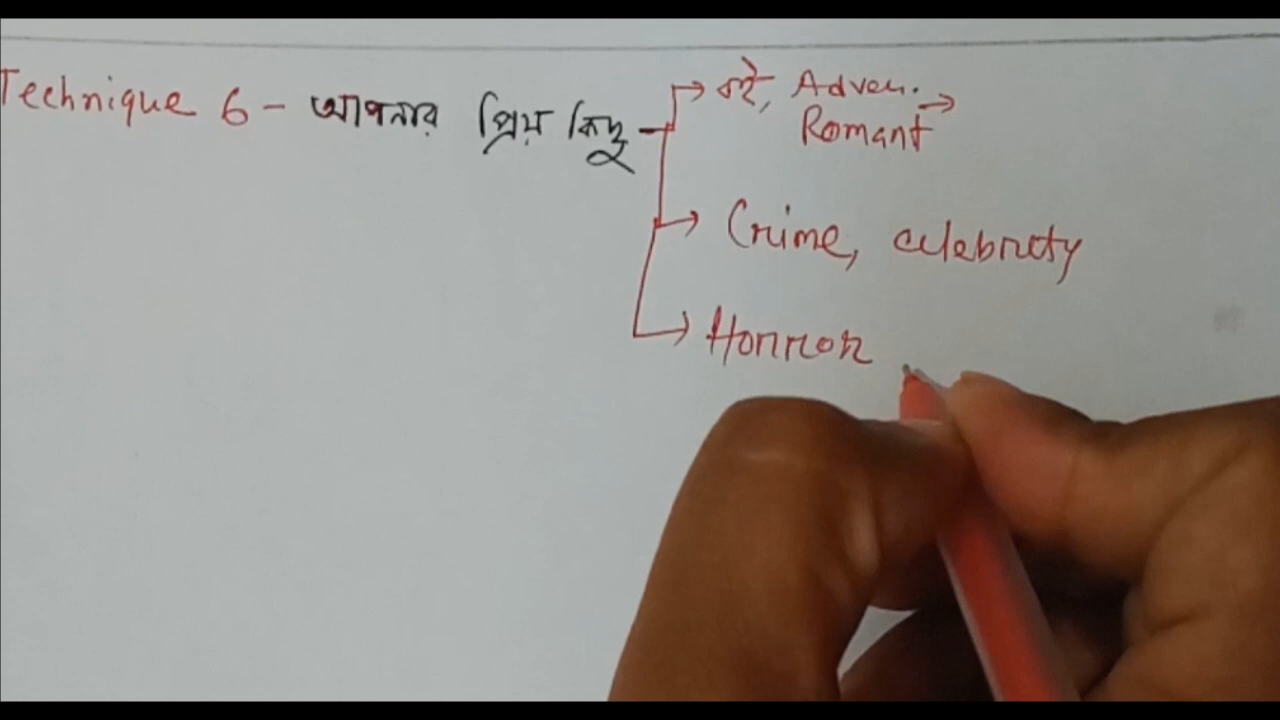 Technique 6 - আপনার প্রিয় কিছু → বই, Adven.
Romant
→ Crime, celebrity
→ Horror